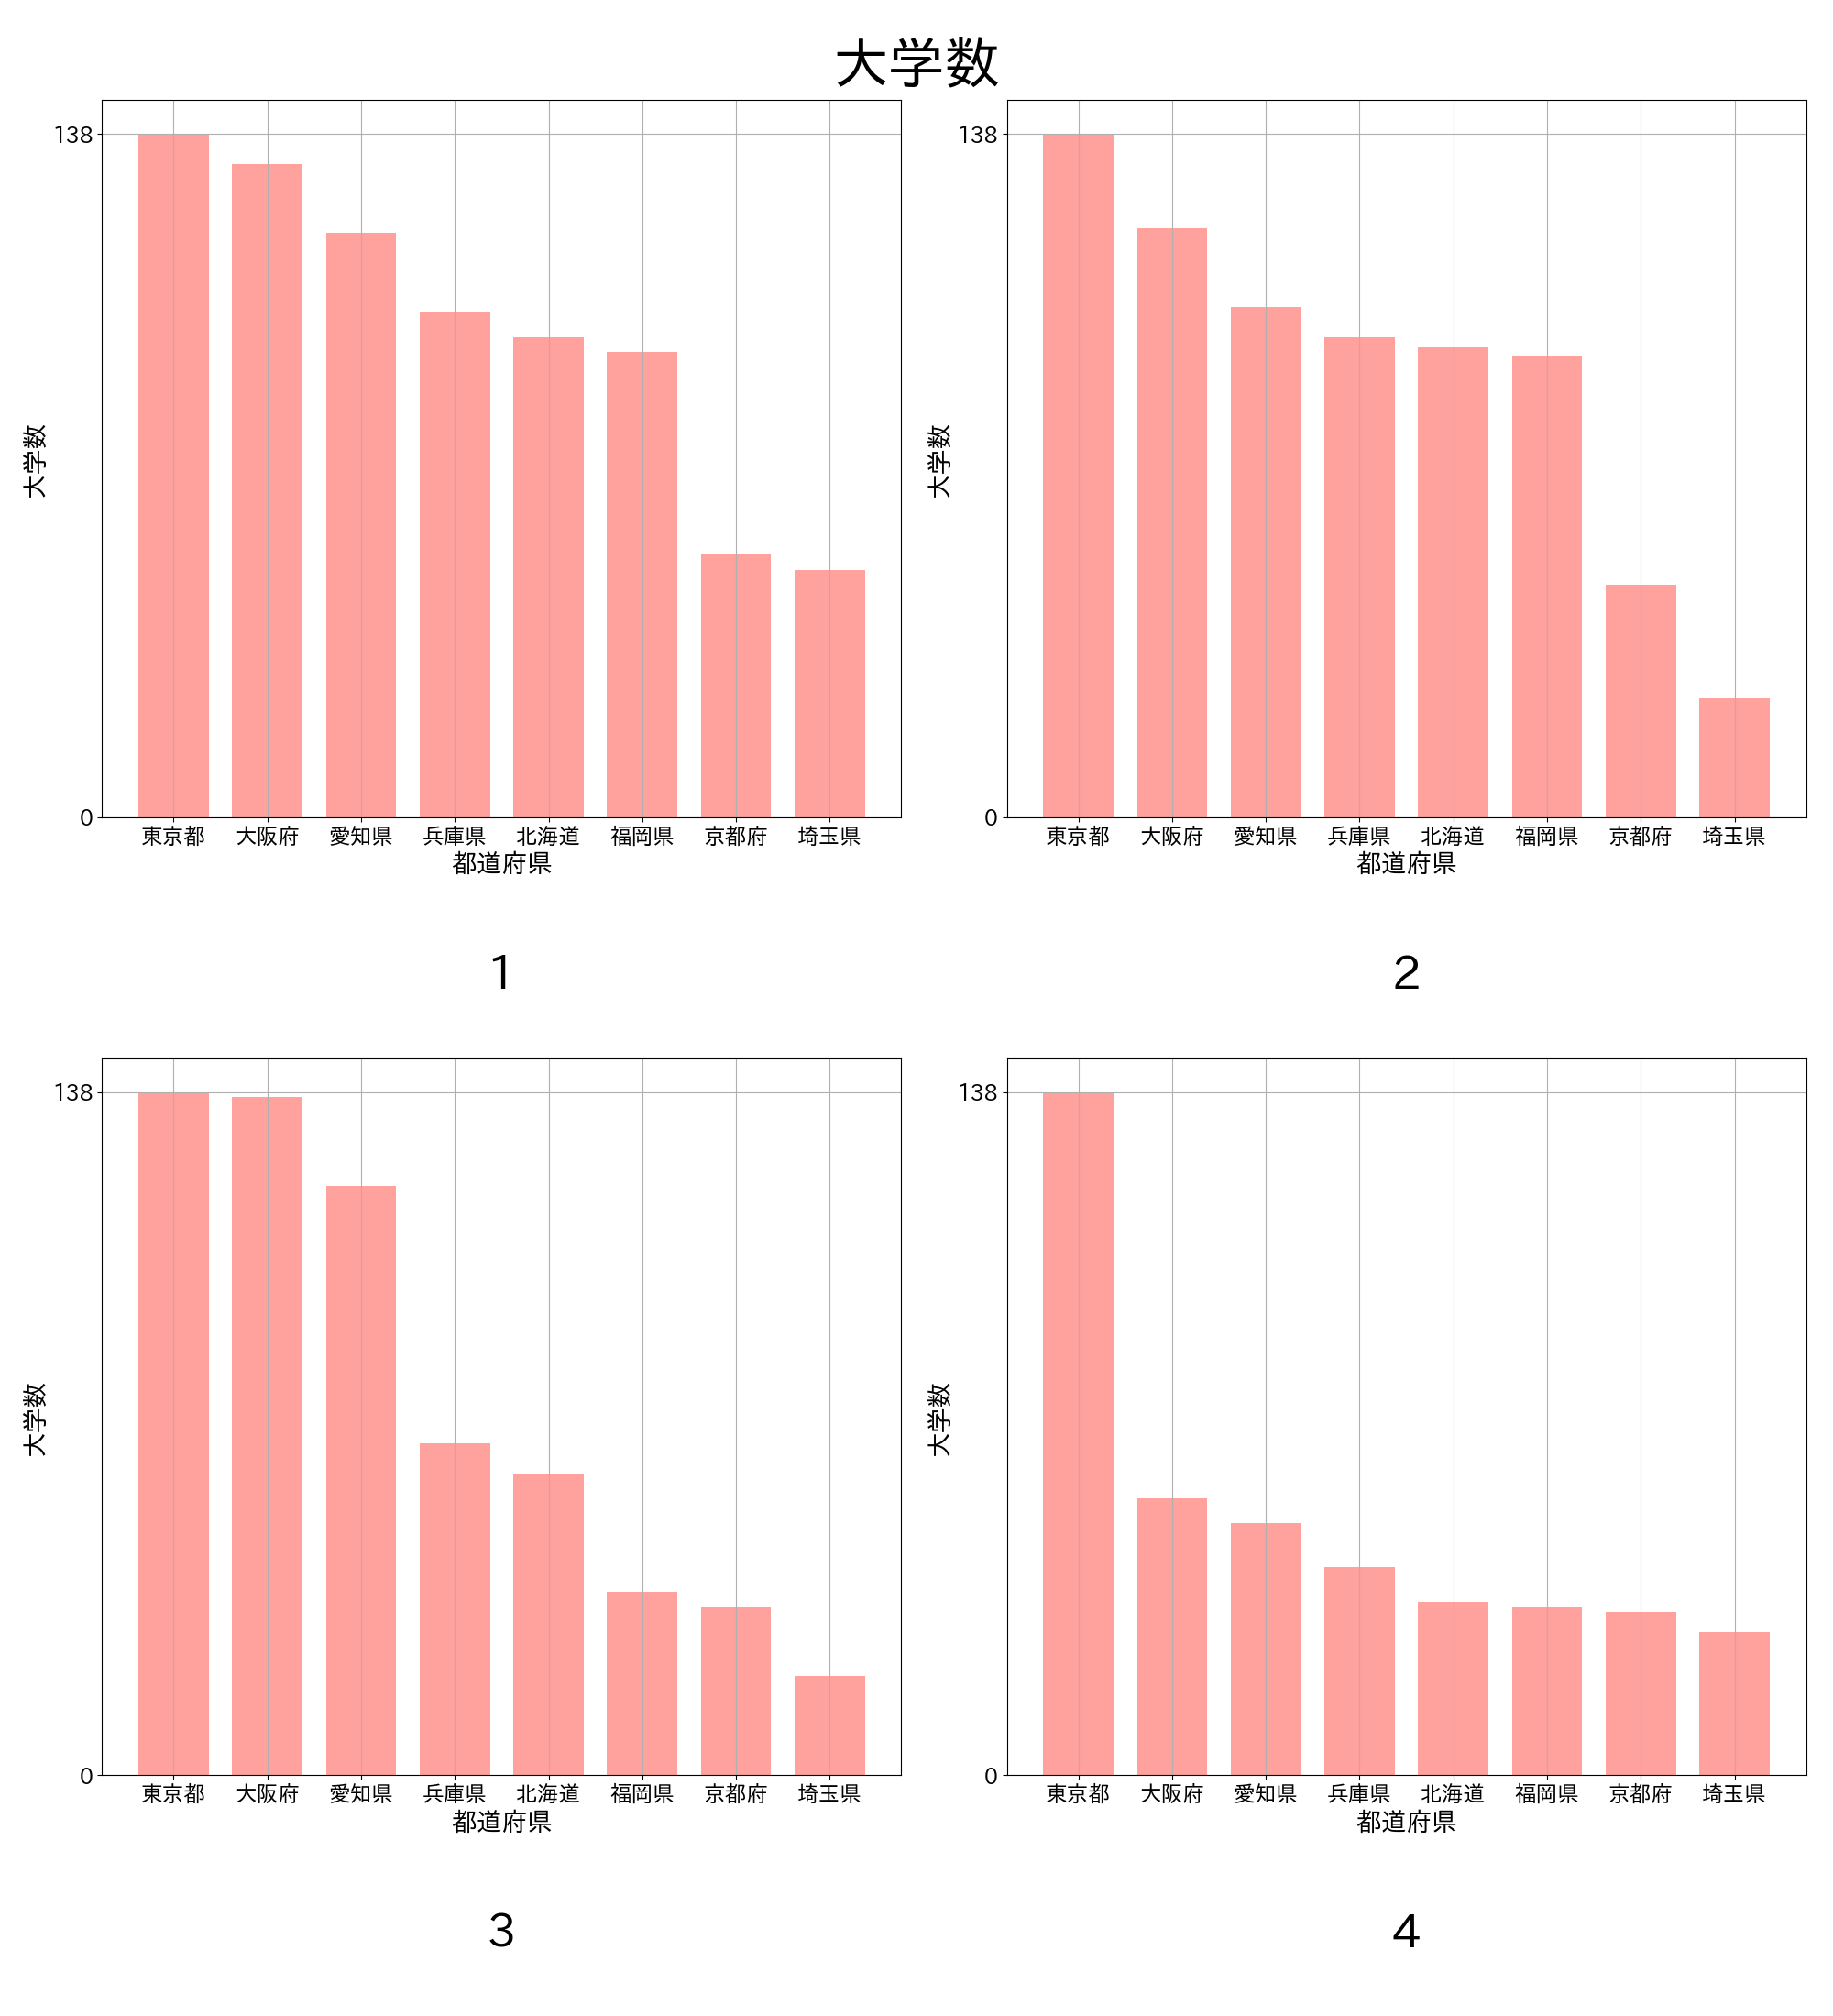 大学数
138
大学数
0
東京都 大阪府 愛知県 兵庫県 北海道 福岡県 京都府 埼玉県
都道府県
1
138
大学数
0
東京都 大阪府 愛知県 兵庫県 北海道 福岡県 京都府 埼玉県
都道府県
2
138
大学数
0
東京都 大阪府 愛知県 兵庫県 北海道 福岡県 京都府 埼玉県
都道府県
3
138
大学数
0
東京都 大阪府 愛知県 兵庫県 北海道 福岡県 京都府 埼玉県
都道府県
4